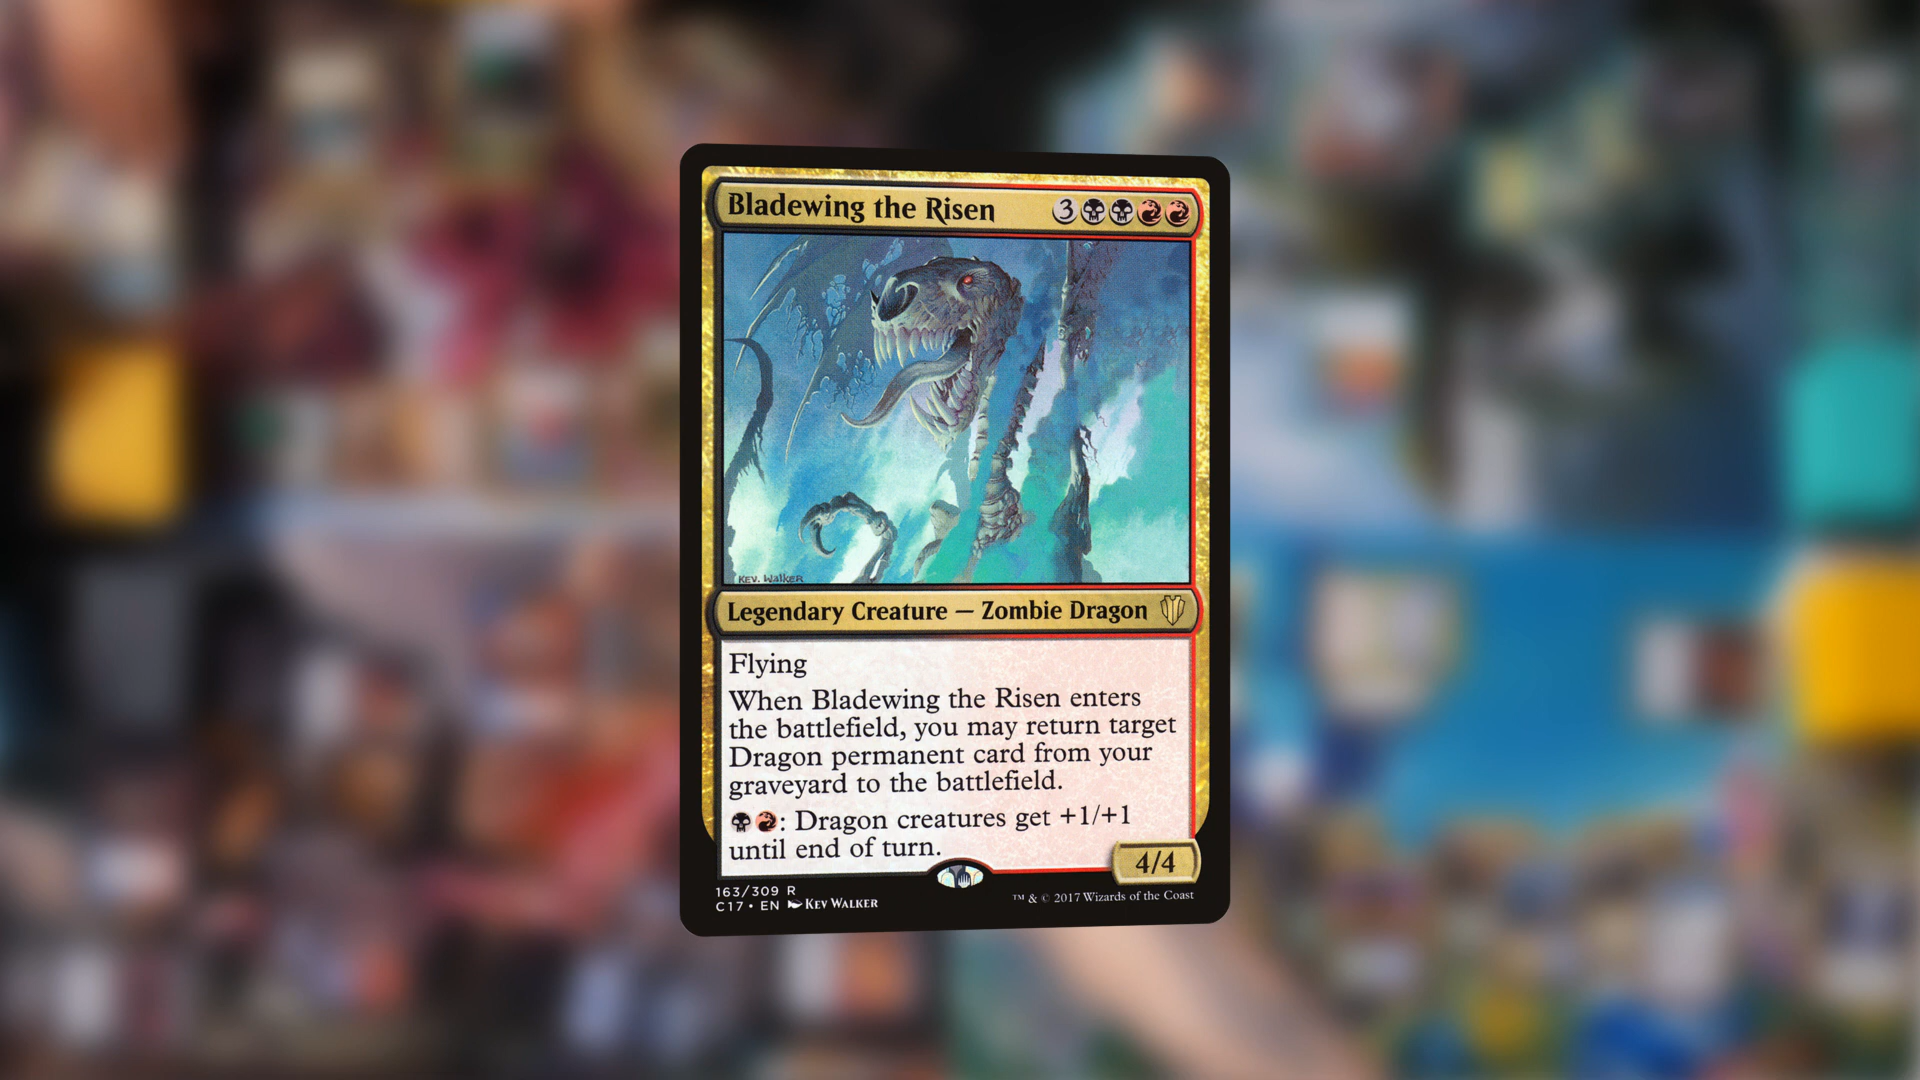 Bladewing the Risen 3
KEV. WALKER
Legendary Creature — Zombie Dragon
Flying
When Bladewing the Risen enters
the battlefield, you may return target
Dragon permanent card from your
graveyard to the battlefield.
: Dragon creatures get +1/+1
until end of turn.
4/4
163/309 R
C17 • EN KEV WALKER
™ & © 2017 Wizards of the Coast